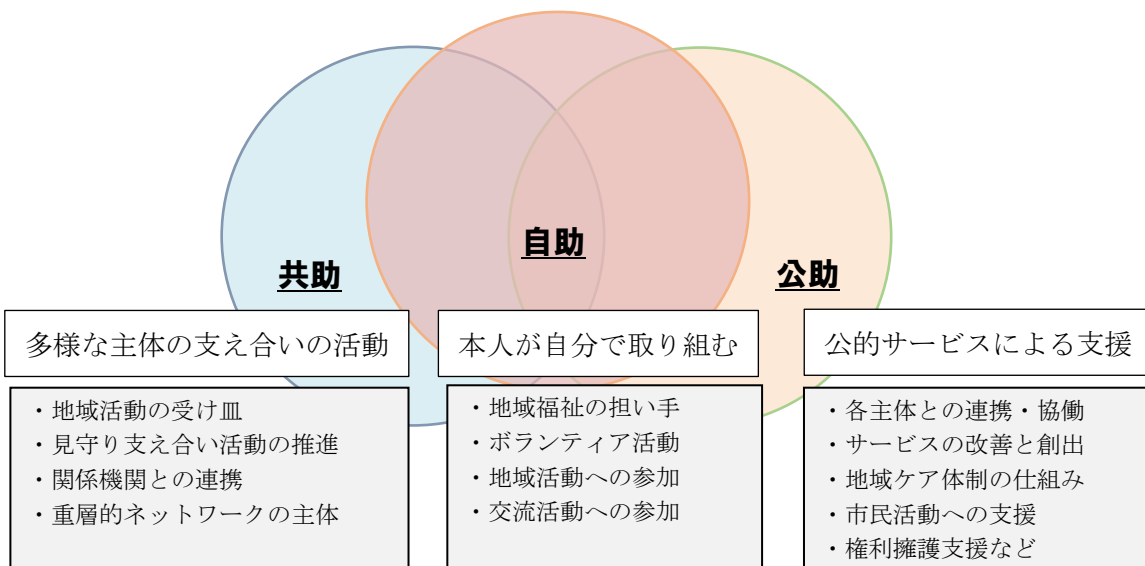 共助
自助
公助
多様な主体の支え合いの活動
・地域活動の受け皿
・見守り支え合い活動の推進
・関係機関との連携
・重層的ネットワークの主体
本人が自分で取り組む
・地域福祉の担い手
・ボランティア活動
・地域活動への参加
・交流活動への参加
公的サービスによる支援
・各主体との連携・協働
・サービスの改善と創出
・地域ケア体制の仕組み
・市民活動への支援
・権利擁護支援など